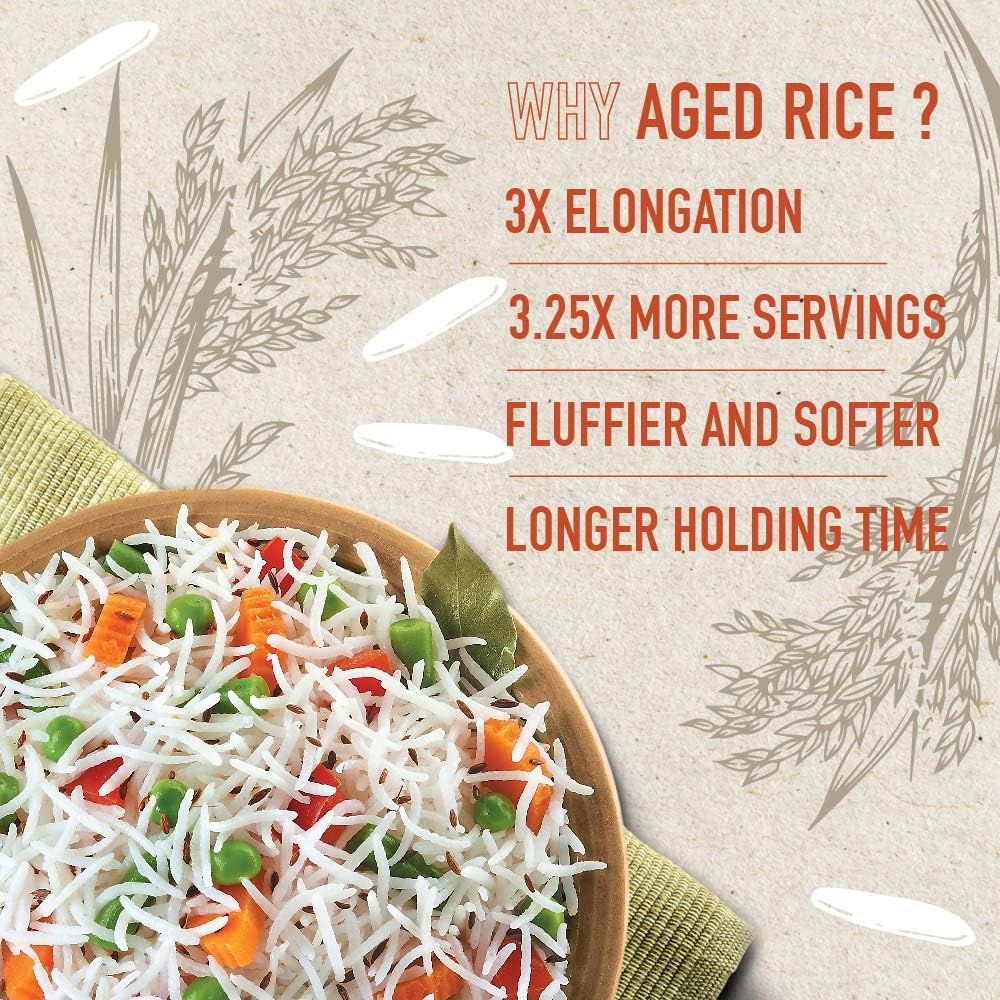 WHY AGED RICE ?
3X ELONGATION
3.25X MORE SERVINGS
FLUFFIER AND SOFTER
LONGER HOLDING TIME